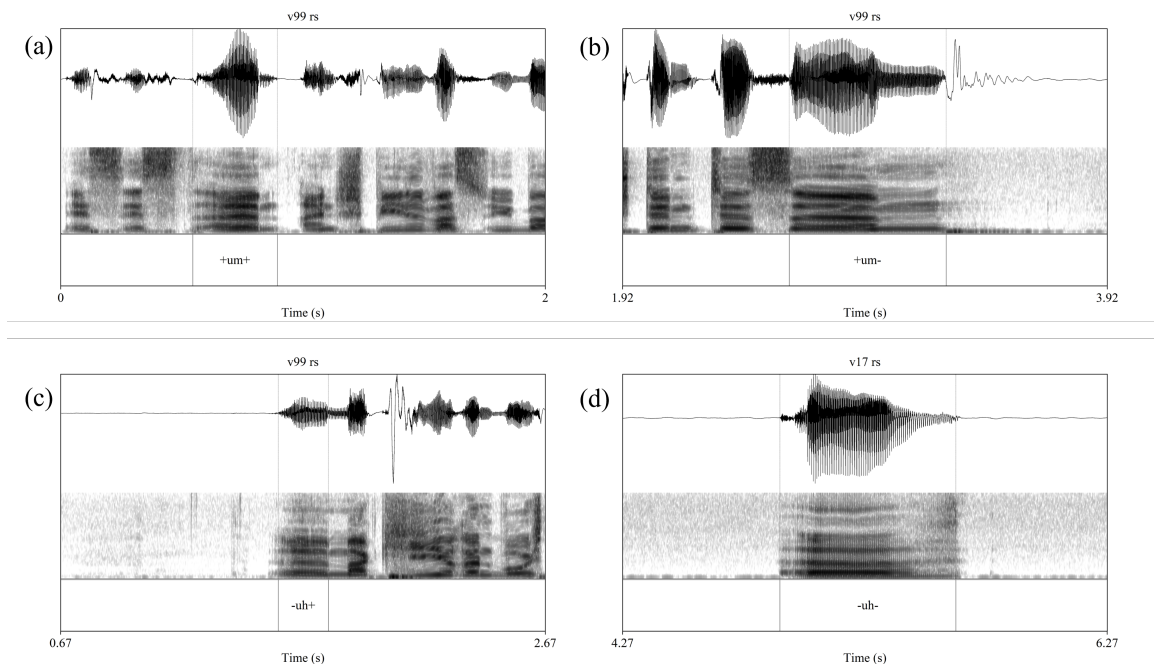 v99 rs
(a)
+um+
0 2
Time (s)
v99 rs
(b)
+um-
1.92 3.92
Time (s)
v99 rs
(c)
-uh+
0.67 2.67
Time (s)
v17 rs
(d)
-uh-
4.27 6.27
Time (s)